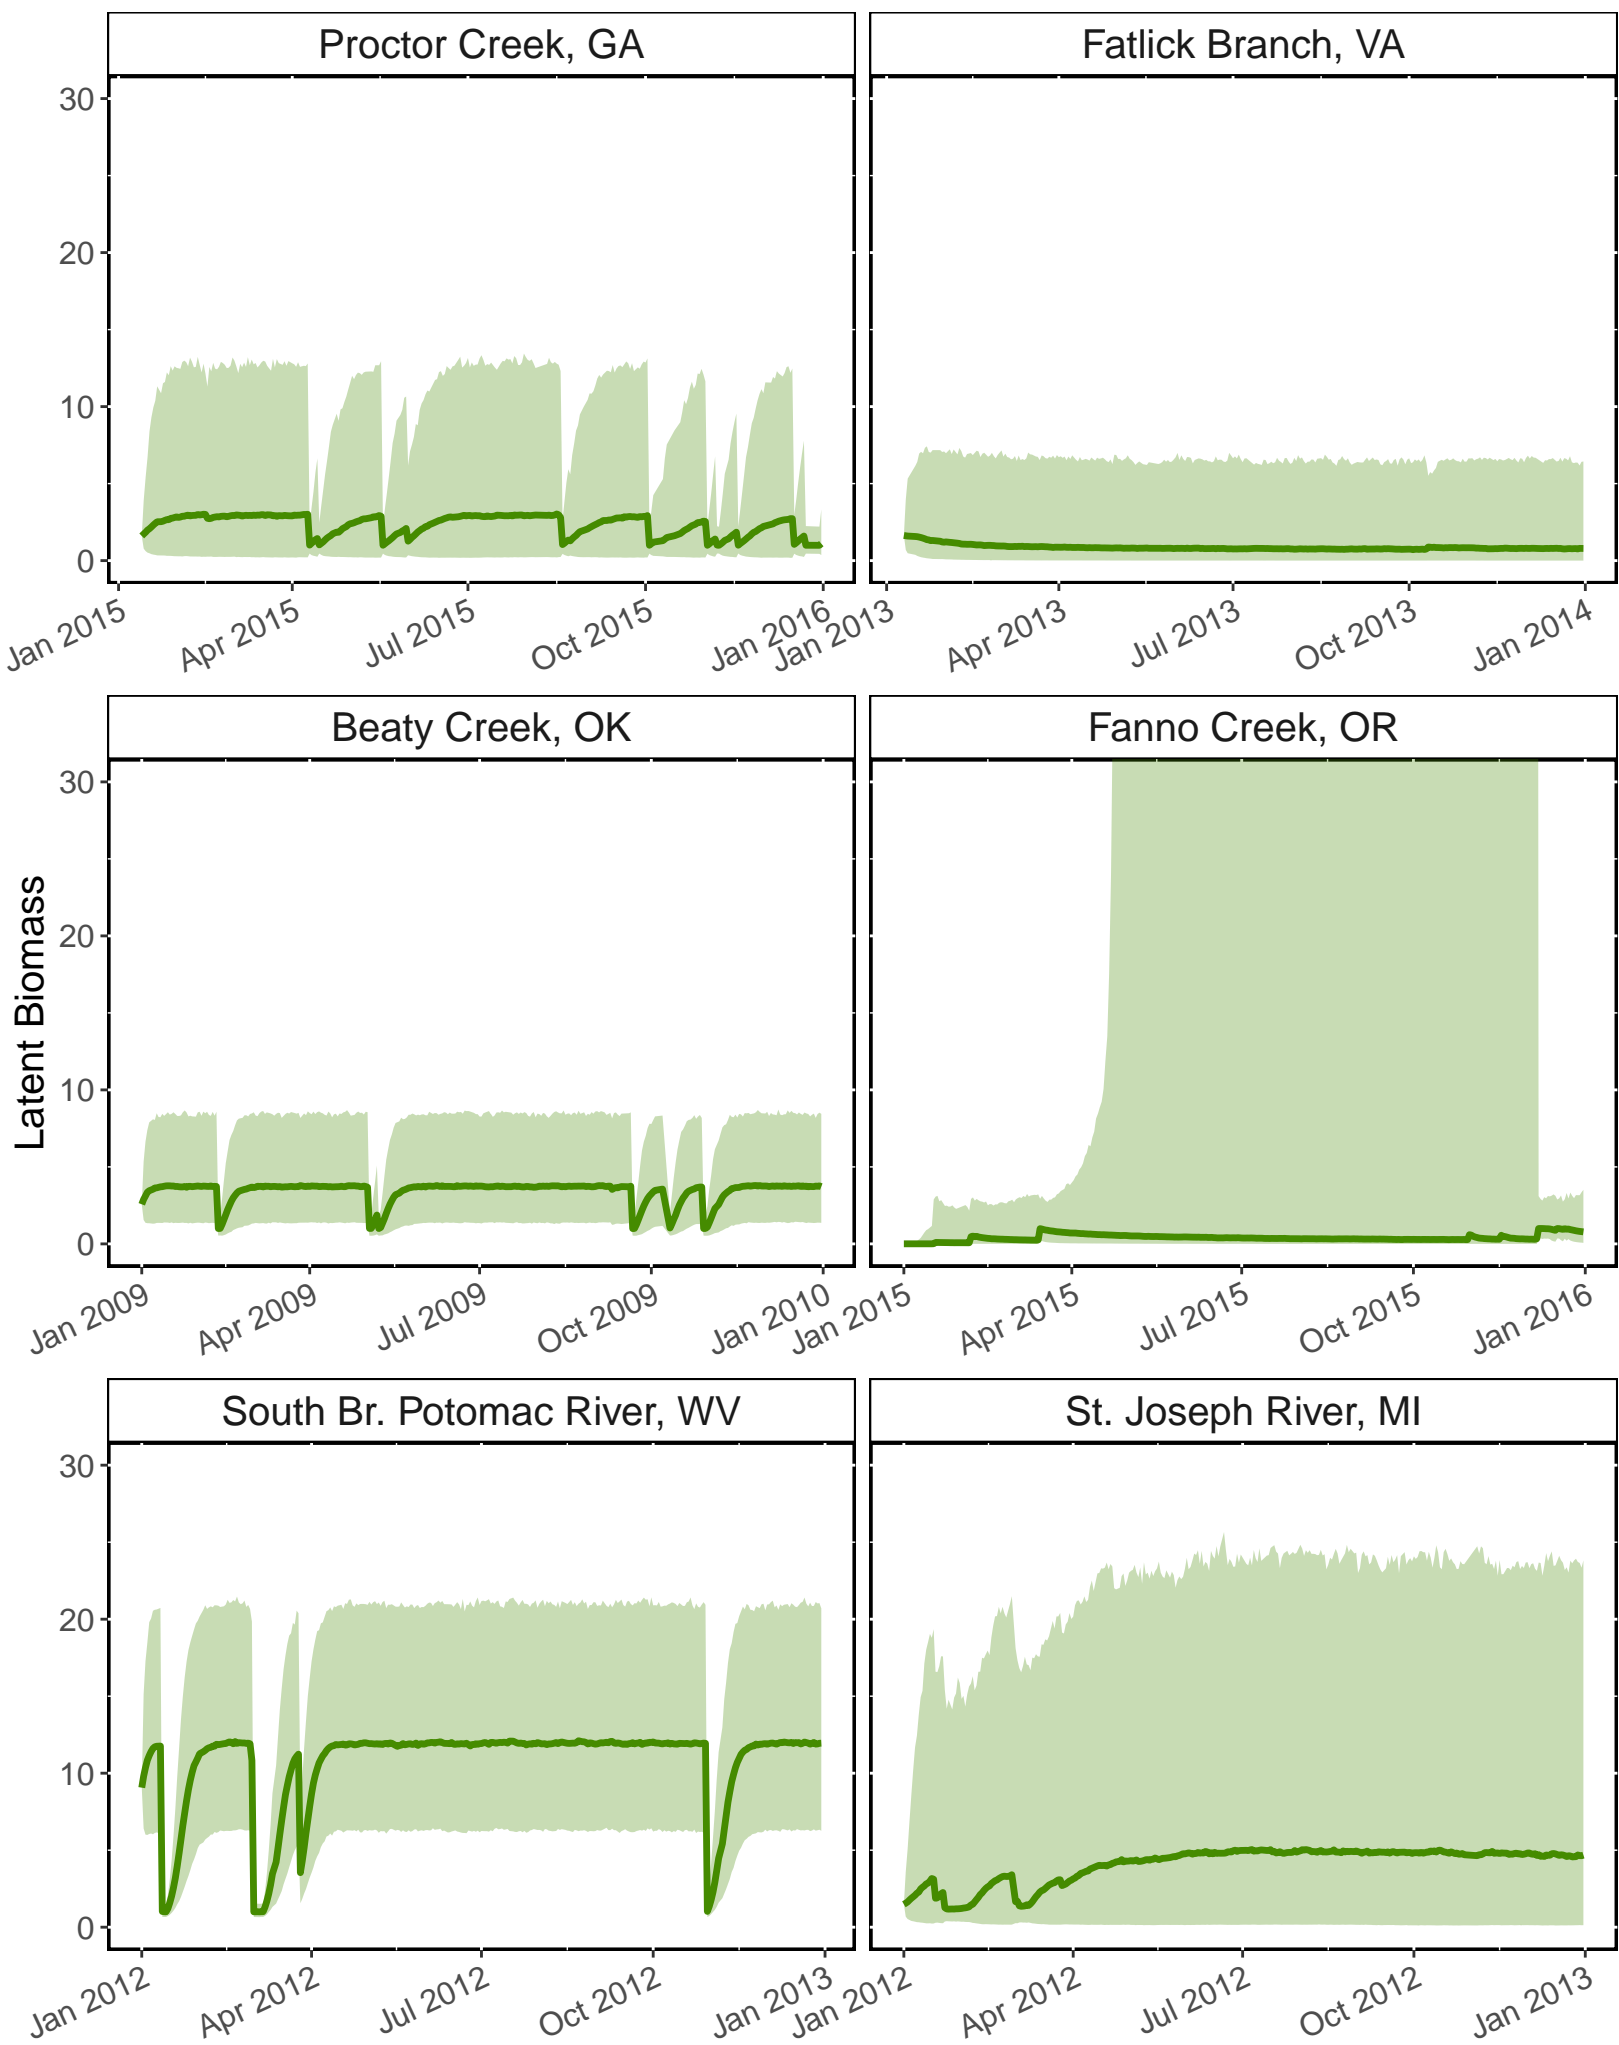 Proctor Creek, GA
Fatlick Branch, VA
30
20
10
0
Jan 2015
Apr 2015
Jul 2015
Oct 2015
Jan 2016
Jan 2013
Apr 2013
Jul 2013
Oct 2013
Jan 2014
Beaty Creek, OK
Fanno Creek, OR
Latent Biomass
30
20
10
0
Jan 2009
Apr 2009
Jul 2009
Oct 2009
Jan 2010
Jan 2015
Apr 2015
Jul 2015
Oct 2015
Jan 2016
South Br. Potomac River, WV
St. Joseph River, MI
30
20
10
0
Jan 2012
Apr 2012
Jul 2012
Oct 2012
Jan 2013
Jan 2012
Apr 2012
Jul 2012
Oct 2012
Jan 2013